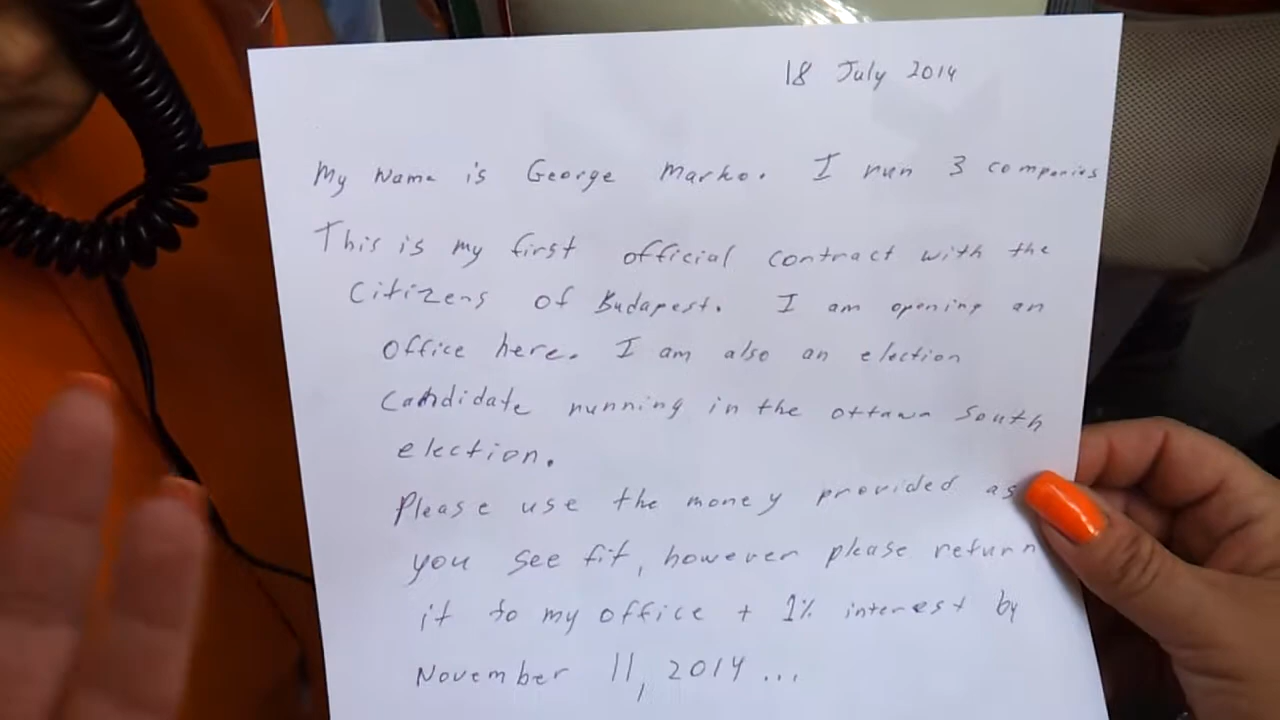 18 July 2014
My Name is George Marko. I run 3 companies
This is my first official contract with the
Citizens of Budapest. I am opening an
office here. I am also an election
Candidate running in the ottawa South
election.
Please use the money provided as
you see fit, however please return
it to my office + 1% interest by
November 11, 2014 ...